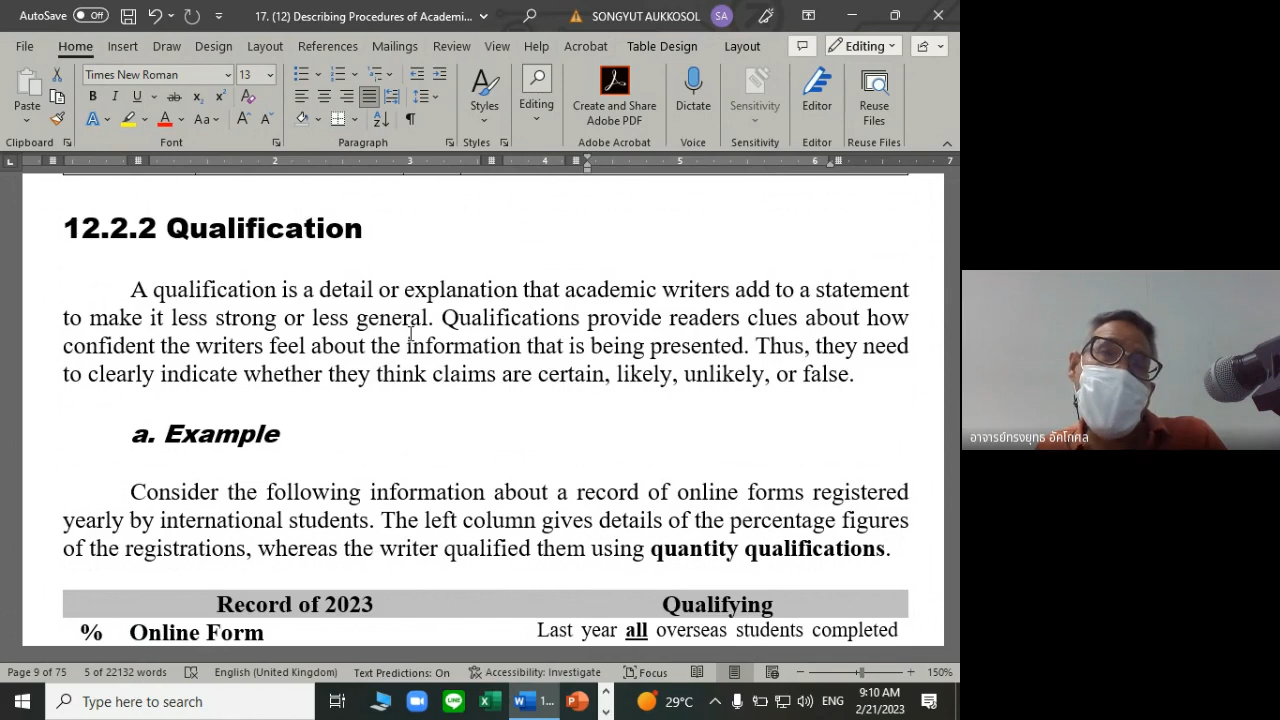 AutoSave Off 17. (12) Describing Procedures of Academi... SONGYUT AUKKOSOL SA
File Home Insert Draw Design Layout References Mailings Review View Help Acrobat Table Design Layout Editing
Times New Roman 13
Paste Styles Editing Create and Share Adobe PDF Dictate Sensitivity Editor Reuse Files
Clipboard Font Paragraph Styles Adobe Acrobat Voice Sensitivity Editor Reuse Files
2 3 4 5 6 7
12.2.2 Qualification
A qualification is a detail or explanation that academic writers add to a statement
to make it less strong or less general. Qualifications provide readers clues about how
confident the writers feel about the information that is being presented. Thus, they need
to clearly indicate whether they think claims are certain, likely, unlikely, or false.
a. Example
Consider the following information about a record of online forms registered
yearly by international students. The left column gives details of the percentage figures
of the registrations, whereas the writer qualified them using quantity qualifications.
Record of 2023 Qualifying
% Online Form Last year all overseas students completed
อาจารย์ทรงยุทธ อัคโกศล
Page 9 of 75 5 of 22132 words English (United Kingdom) Text Predictions: On Accessibility: Investigate Focus 150%
Type here to search 1... 29°C ENG 9:10 AM
2/21/2023